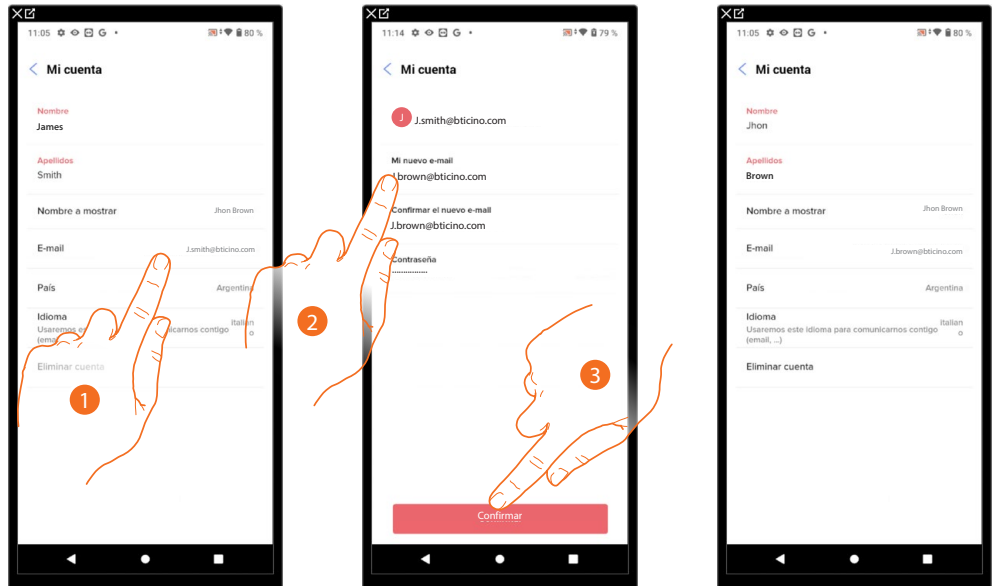 11:05 G 80 %
Mi cuenta
Nombre
James
Apellidos
Smith
Nombre a mostrar Jhon Brown
E-mail J.smith@bticino.com
País Argentina
Idioma
Usaremos es icarnos contigo Italian
(ema o
Eliminar cuenta
1
11:14 G 79 %
Mi cuenta
J J.smith@bticino.com
Mi nuevo e-mail
J.brown@bticino.com
Confirmar el nuevo e-mail
J.brown@bticino.com
Contraseña
2
3
Confirmar
11:05 G 80 %
Mi cuenta
Nombre
Jhon
Apellidos
Brown
Nombre a mostrar Jhon Brown
E-mail J.brown@bticino.com
País Argentina
Idioma
Usaremos este idioma para comunicarnos contigo Italian
(email, ...) o
Eliminar cuenta